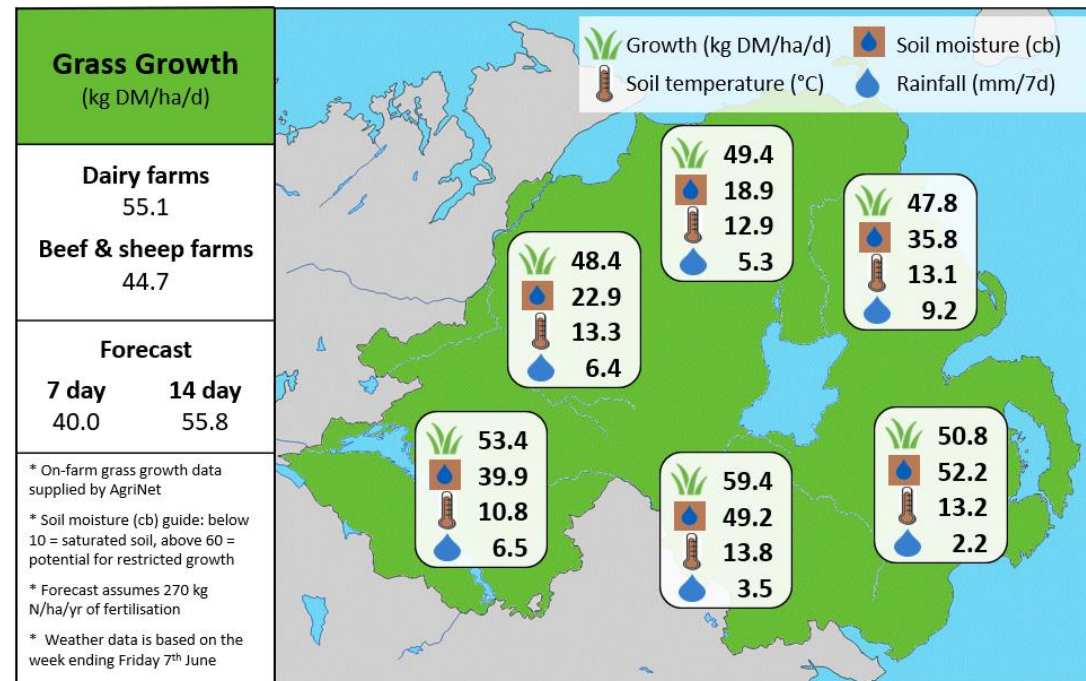 Grass Growth
(kg DM/ha/d)
Dairy farms
55.1
Beef & sheep farms
44.7
Forecast
7 day 14 day
40.0 55.8
* On-farm grass growth data
supplied by AgriNet
* Soil moisture (cb) guide: below
10 = saturated soil, above 60 =
potential for restricted growth
* Forecast assumes 270 kg
N/ha/yr of fertilisation
* Weather data is based on the
week ending Friday 7th June
Growth (kg DM/ha/d) Soil moisture (cb)
Soil temperature (°C) Rainfall (mm/7d)
49.4
18.9
12.9
5.3
47.8
35.8
13.1
9.2
48.4
22.9
13.3
6.4
53.4
39.9
10.8
6.5
59.4
49.2
13.8
3.5
50.8
52.2
13.2
2.2